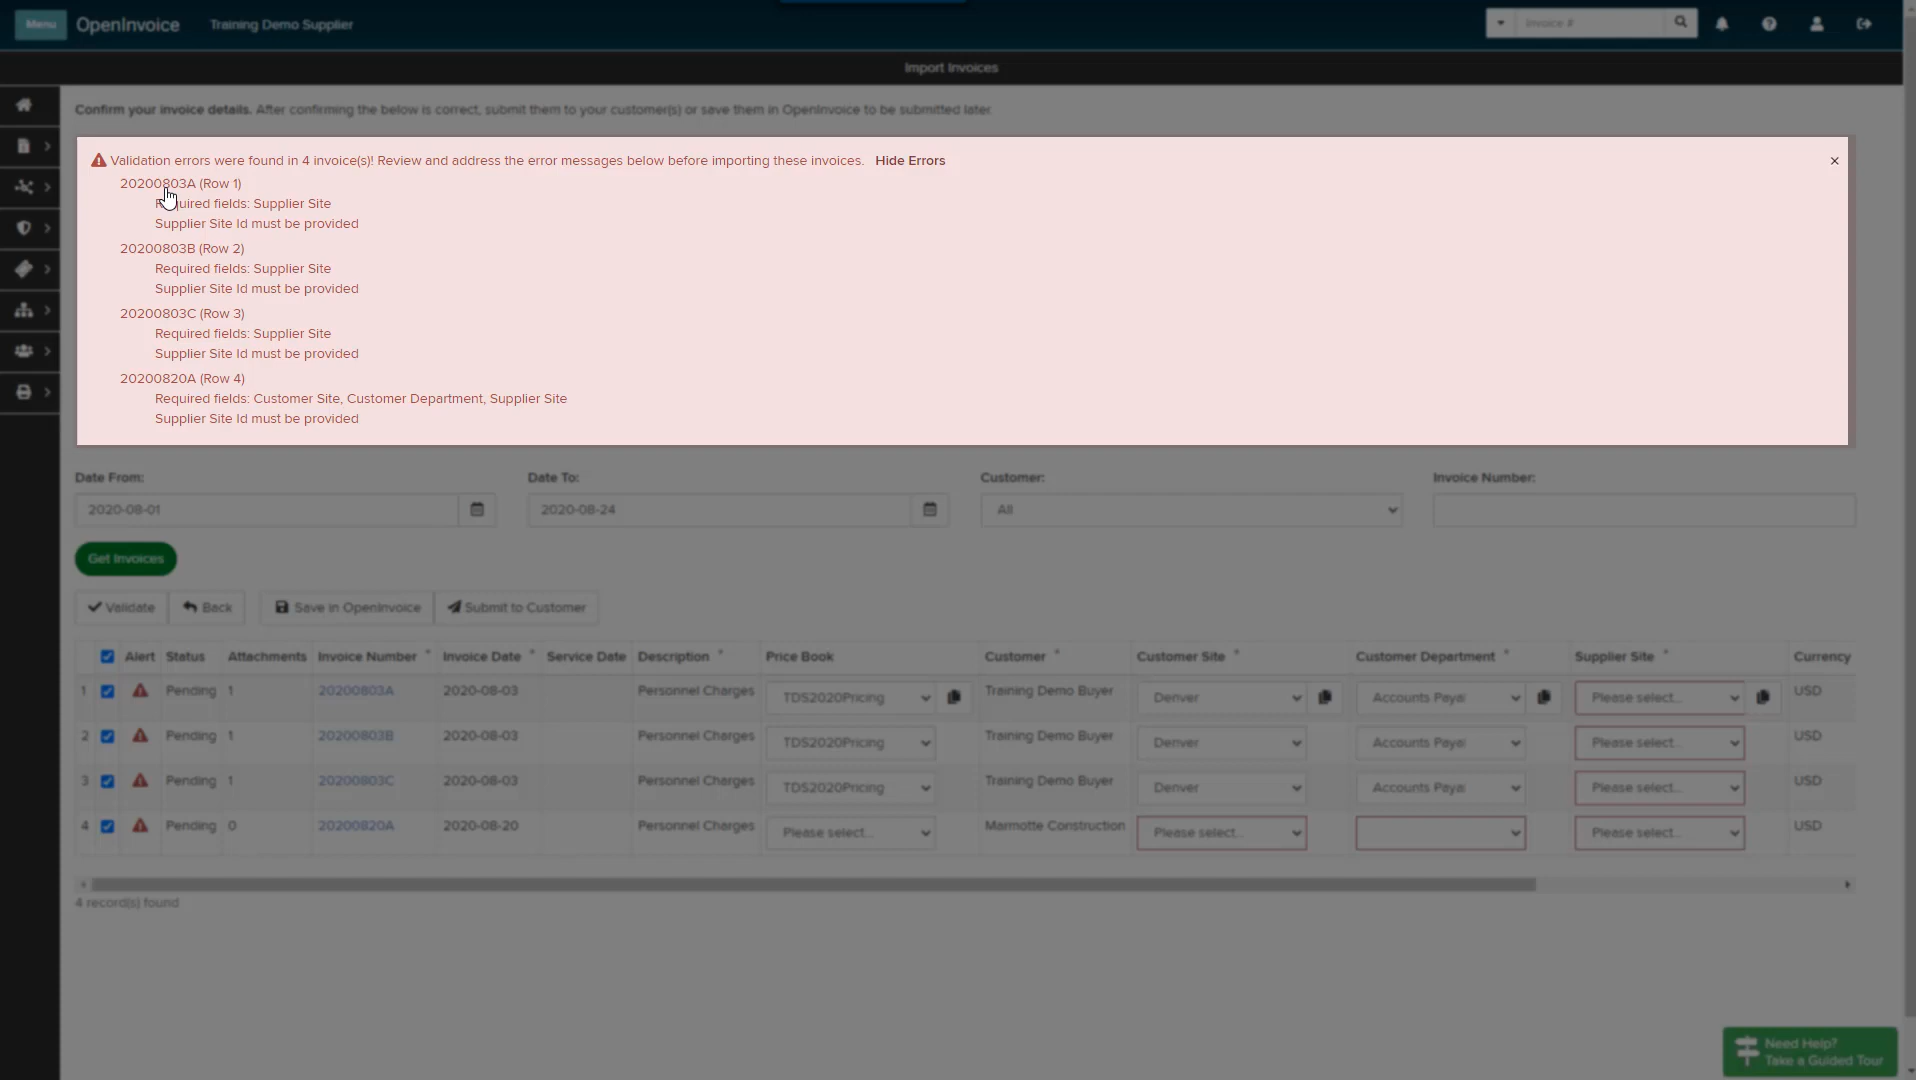 Menu OpenInvoice Training Demo Supplier Invoice #
Import Invoices
Confirm your invoice details. After confirming the below is correct, submit them to your customer(s) or save them in OpenInvoice to be submitted later.
Validation errors were found in 4 invoice(s)! Review and address the error messages below before importing these invoices. Hide Errors ×
20200803A (Row 1)
Required fields: Supplier Site
Supplier Site Id must be provided
20200803B (Row 2)
Required fields: Supplier Site
Supplier Site Id must be provided
20200803C (Row 3)
Required fields: Supplier Site
Supplier Site Id must be provided
20200820A (Row 4)
Required fields: Customer Site, Customer Department, Supplier Site
Supplier Site Id must be provided
Date From: Date To: Customer: Invoice Number:
2020-08-01 2020-08-24 All
Get Invoices
Validate Back Save in OpenInvoice Submit to Customer
Alert Status Attachments Invoice Number * Invoice Date * Service Date Description * Price Book Customer * Customer Site * Customer Department * Supplier Site * Currency
1 Pending 1 20200803A 2020-08-03 Personnel Charges TDS2020Pricing Training Demo Buyer Denver Accounts Payal Please select... USD
2 Pending 1 20200803B 2020-08-03 Personnel Charges TDS2020Pricing Training Demo Buyer Denver Accounts Payal Please select... USD
3 Pending 1 20200803C 2020-08-03 Personnel Charges TDS2020Pricing Training Demo Buyer Denver Accounts Payal Please select... USD
4 Pending 0 20200820A 2020-08-20 Personnel Charges Please select... Marmotte Construction Please select... Please select... USD
4 record(s) found
Need Help?
Take a Guided Tour